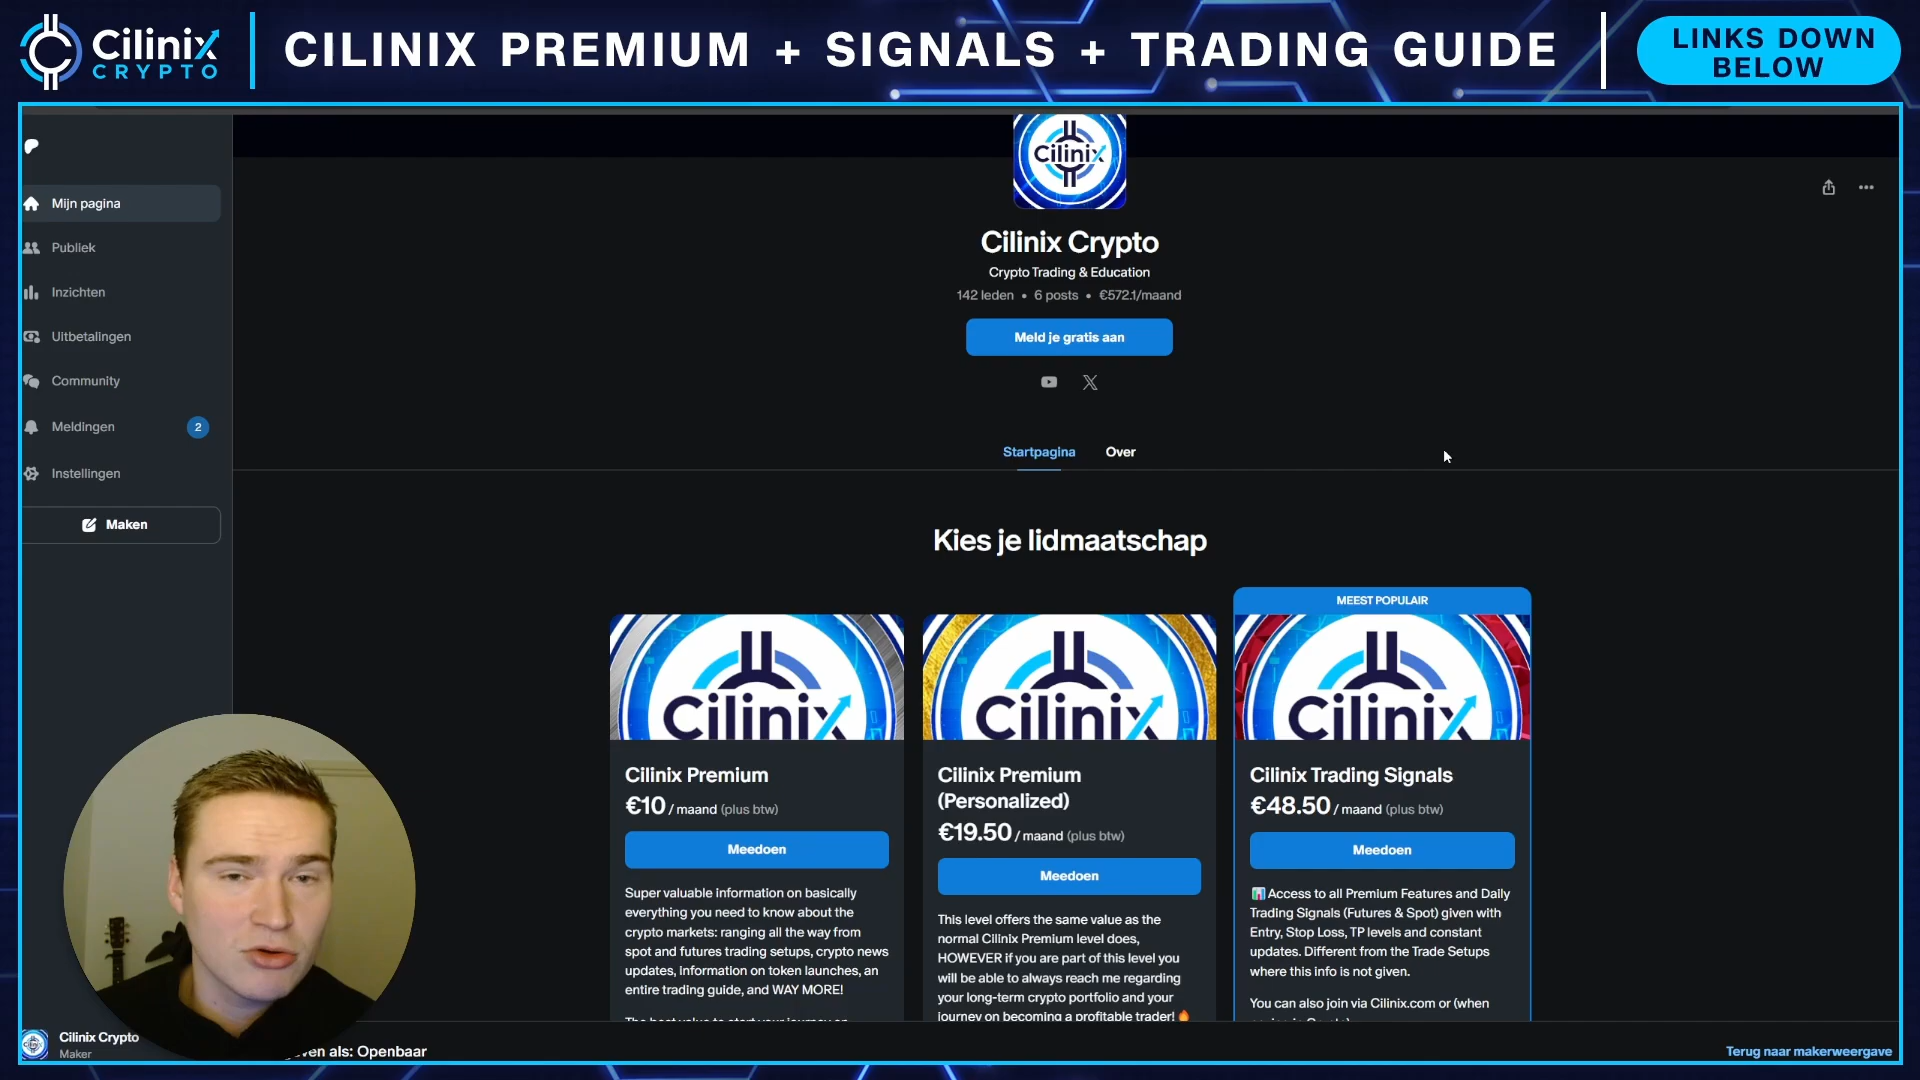 Cilinix
CRYPTO
CILINIX PREMIUM + SIGNALS + TRADING GUIDE
LINKS DOWN
BELOW
Mijn pagina
Publiek
Inzichten
Uitbetalingen
Community
Meldingen
2
Instellingen
Maken
Cilinix
Cilinix Crypto
Crypto Trading & Education
142 leden • 6 posts • €572.1/maand
Meld je gratis aan
Startpagina
Over
Kies je lidmaatschap
Cilinix
Cilinix Premium
€10 / maand (plus btw)
Meedoen
Super valuable information on basically
everything you need to know about the
crypto markets: ranging all the way from
spot and futures trading setups, crypto news
updates, information on token launches, an
entire trading guide, and WAY MORE!
Cilinix
Cilinix Premium
(Personalized)
€19.50 / maand (plus btw)
Meedoen
This level offers the same value as the
normal Cilinix Premium level does,
HOWEVER if you are part of this level you
will be able to always reach me regarding
your long-term crypto portfolio and your
journey on becoming a profitable trader!
MEEST POPULAIR
Cilinix
Cilinix Trading Signals
€48.50 / maand (plus btw)
Meedoen
Access to all Premium Features and Daily
Trading Signals (Futures & Spot) given with
Entry, Stop Loss, TP levels and constant
updates. Different from the Trade Setups
where this info is not given.
You can also join via Cilinix.com or (when
Cilinix Crypto
Maker
als: Openbaar
Terug naar makerweergave